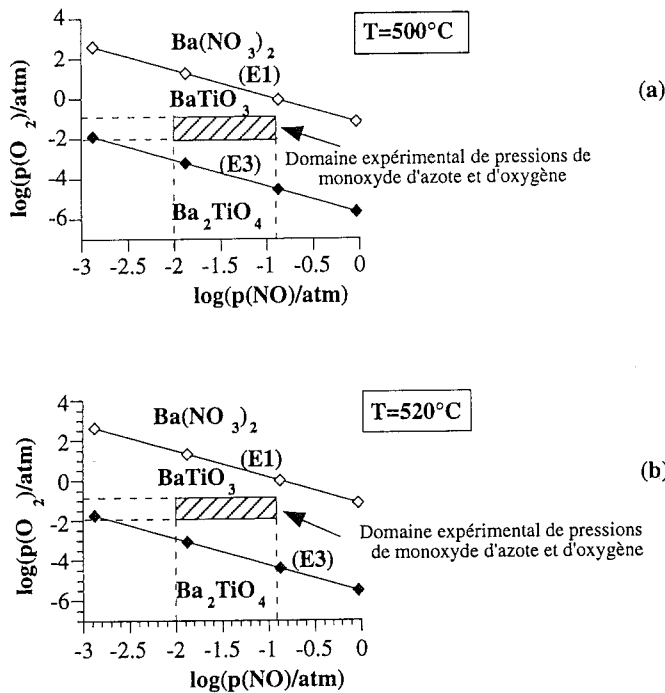 T=500°C
(a)
log(p(O2)/atm)
4
2
0
-2
-4
-6
Ba(NO3)2
(E1)
BaTiO3
(E3)
Ba2TiO4
Domaine expérimental de pressions de
monoxyde d'azote et d'oxygène
-3 -2.5 -2 -1.5 -1 -0.5 0
log(p(NO)/atm)
T=520°C
(b)
log(p(O2)/atm)
4
2
0
-2
-4
-6
Ba(NO3)2
(E1)
BaTiO3
(E3)
Ba2TiO4
Domaine expérimental de pressions
de monoxyde d'azote et d'oxygène
-3 -2.5 -2 -1.5 -1 -0.5 0
log(p(NO)/atm)